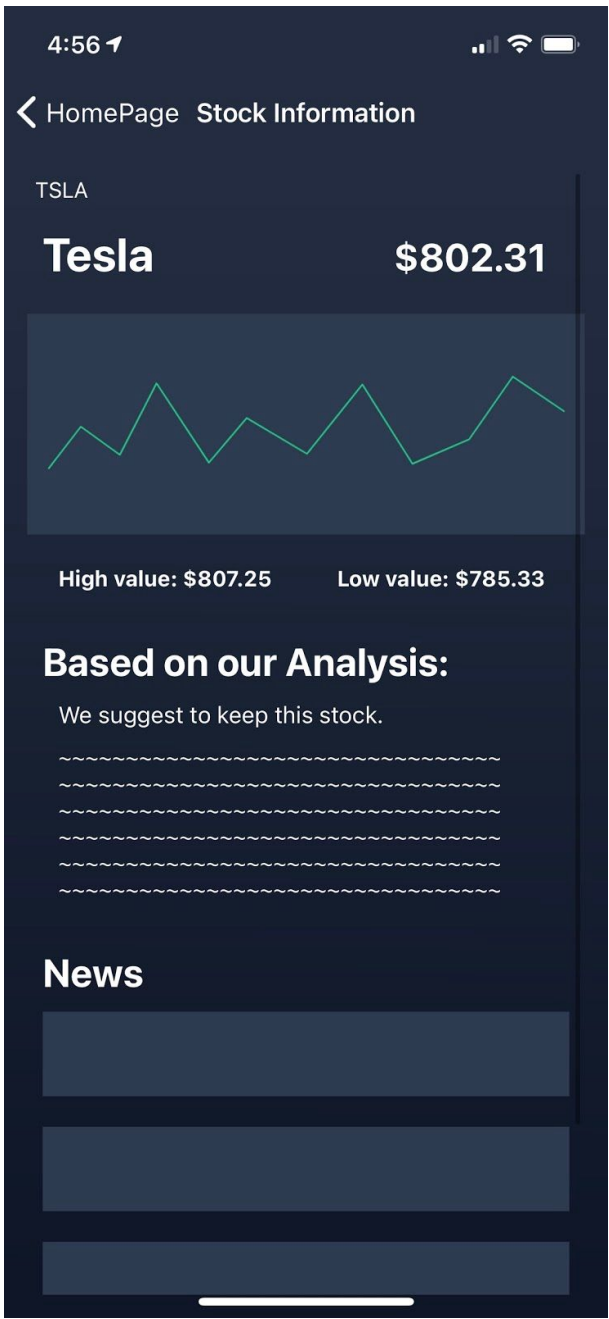 4:56
HomePage Stock Information
TSLA
Tesla $802.31
High value: $807.25 Low value: $785.33
Based on our Analysis:
We suggest to keep this stock.
~~~~~~~~~~~~~~~~~~~~~~~~~~~~~~~~~
~~~~~~~~~~~~~~~~~~~~~~~~~~~~~~~~~
~~~~~~~~~~~~~~~~~~~~~~~~~~~~~~~~~
~~~~~~~~~~~~~~~~~~~~~~~~~~~~~~~~~
~~~~~~~~~~~~~~~~~~~~~~~~~~~~~~~~~
~~~~~~~~~~~~~~~~~~~~~~~~~~~~~~~~~
News